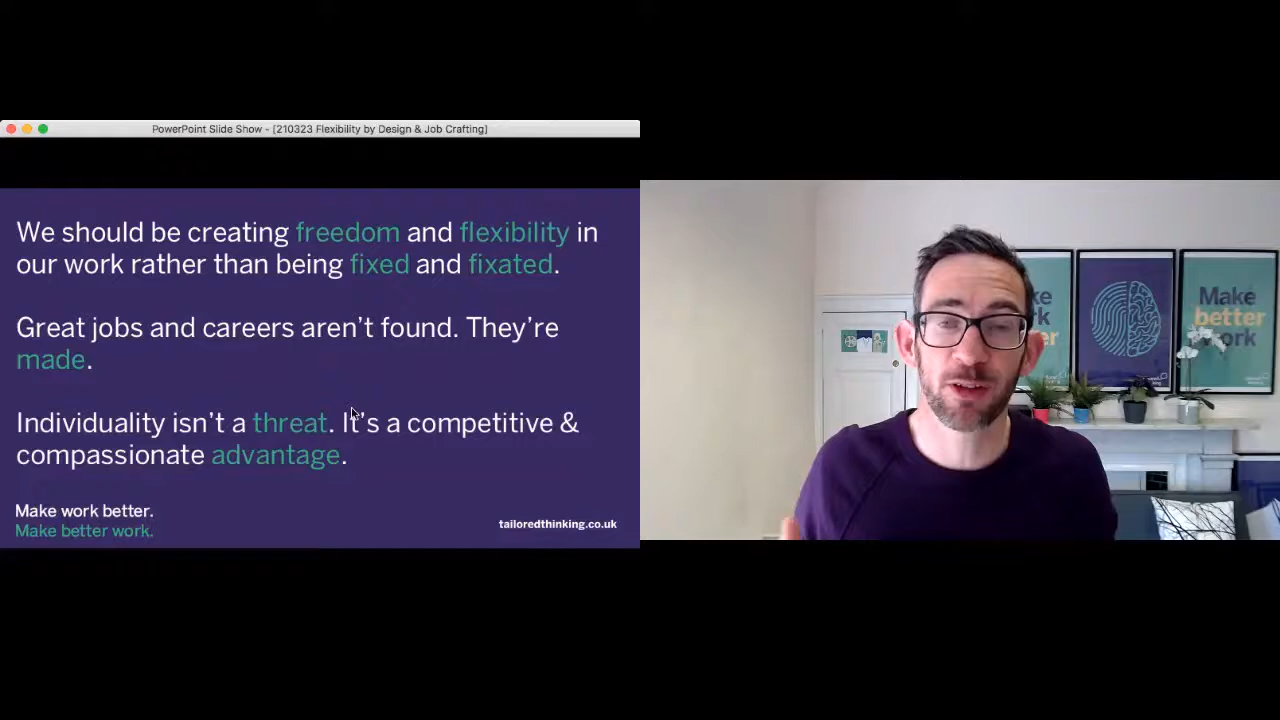 PowerPoint Slide Show - [210323 Flexibility by Design & Job Crafting]
We should be creating freedom and flexibility in
our work rather than being fixed and fixated.
Great jobs and careers aren't found. They're
made.
Individuality isn't a threat. It's a competitive &
compassionate advantage.
Make work better.
Make better work.
tailoredthinking.co.uk
Make
better
work